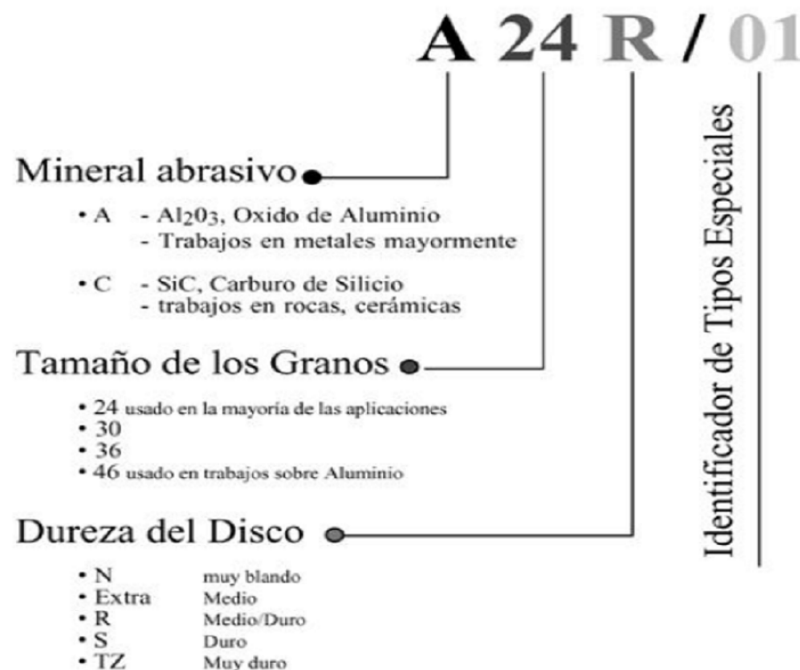 A 24 R / 01
Mineral abrasivo
• A - Al₂0₃, Oxido de Aluminio
- Trabajos en metales mayormente
• C - SiC, Carburo de Silicio
- trabajos en rocas, cerámicas
Tamaño de los Granos
• 24 usado en la mayoría de las aplicaciones
• 30
• 36
• 46 usado en trabajos sobre Aluminio
Dureza del Disco
• N muy blando
• Extra Medio
• R Medio/Duro
• S Duro
• TZ Muy duro
Identificador de Tipos Especiales